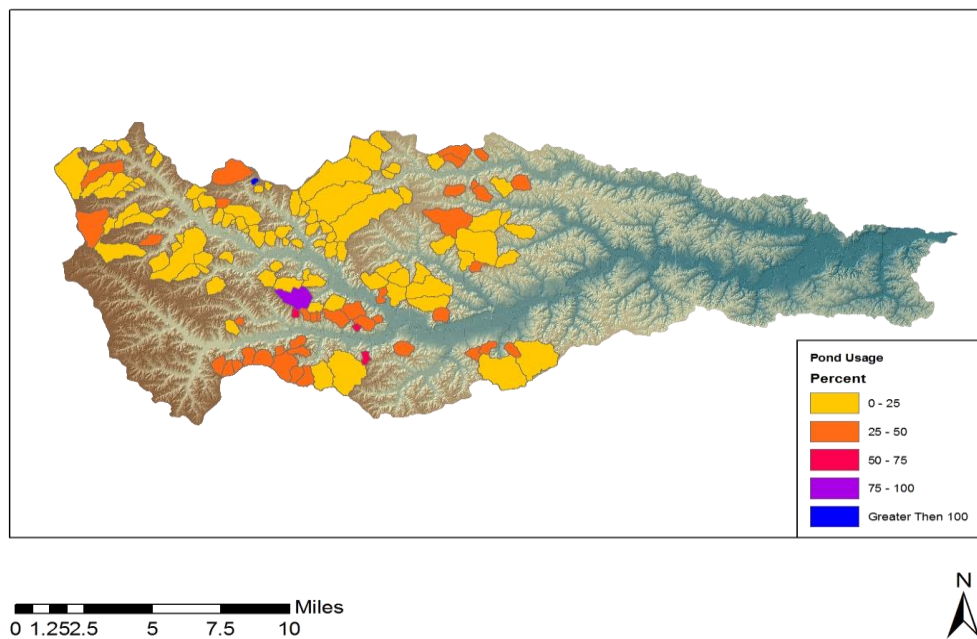 Pond Usage
Percent
0 - 25
25 - 50
50 - 75
75 - 100
Greater Then 100
Miles
0 1.252.5 5 7.5 10
N